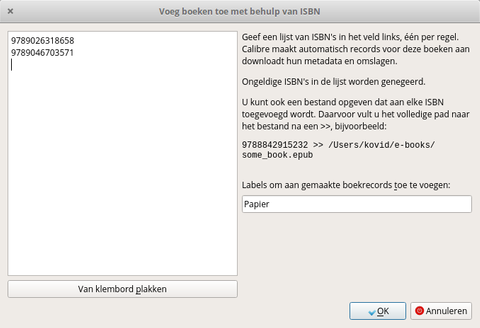 Voeg boeken toe met behulp van ISBN
9789026318658
9789046703571
Van klembord plakken
Geef een lijst van ISBN's in het veld links, één per regel.
Calibre maakt automatisch records voor deze boeken aan
downloadt hun metadata en omslagen.
Ongeldige ISBN's in de lijst worden genegeerd.
U kunt ook een bestand opgeven dat aan elke ISBN
toegevoegd wordt. Daarvoor vult u het volledige pad naar
het bestand na een >>, bijvoorbeeld:
9788842915232 >> /Users/kovid/e-books/
some_book.epub
Labels om aan gemaakte boekrecords toe te voegen:
Papier
OK
Annuleren